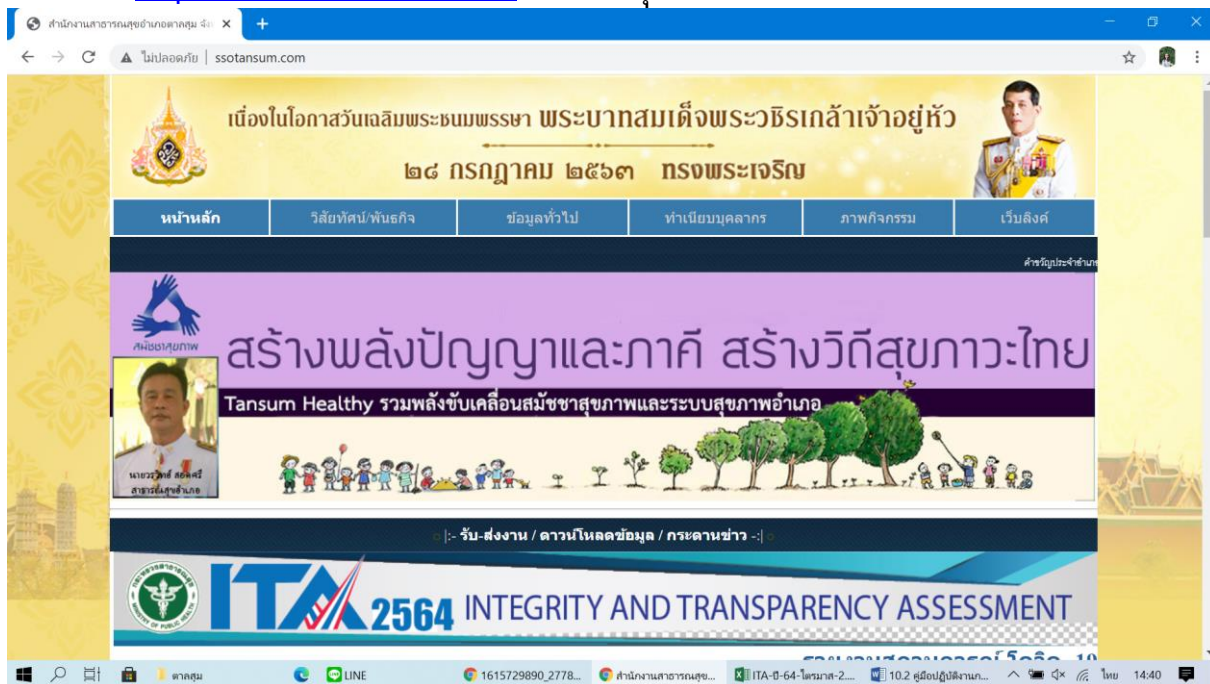 สำนักงานสาธารณสุขอำเภอตาลสุม
ไม่ปลอดภัย | ssotansum.com
เนื่องในโอกาสวันเฉลิมพระชนมพรรษา พระบาทสมเด็จพระวชิรเกล้าเจ้าอยู่หัว
๒๘ กรกฎาคม ๒๕๖๓ ทรงพระเจริญ
หน้าหลัก วิสัยทัศน์/พันธกิจ ข้อมูลทั่วไป ทำเนียบบุคลากร ภาพกิจกรรม เว็บลิงค์
คำขวัญประจำอำเภ
สมัชชาสุขภาพ
สร้างพลังปัญญาและภาคี สร้างวิถีสุขภาวะไทย
Tansum Healthy รวมพลังขับเคลื่อนสมัชชาสุขภาพและระบบสุขภาพอำเภอ
สาธารณสุขอำเภอ
|:- รับ-ส่งงาน / ดาวน์โหลดข้อมูล / กระดานข่าว -:|
กระทรวงสาธารณสุข
MINISTRY OF PUBLIC HEALTH
ITA 2564 INTEGRITY AND TRANSPARENCY ASSESSMENT
ตาลสุม LINE 1615729890_2778... สำนักงานสาธารณสุข... ITA-ปี-64-ไตรมาส-2.... 10.2 คู่มือปฏิบัติงานก... ไทย 14:40